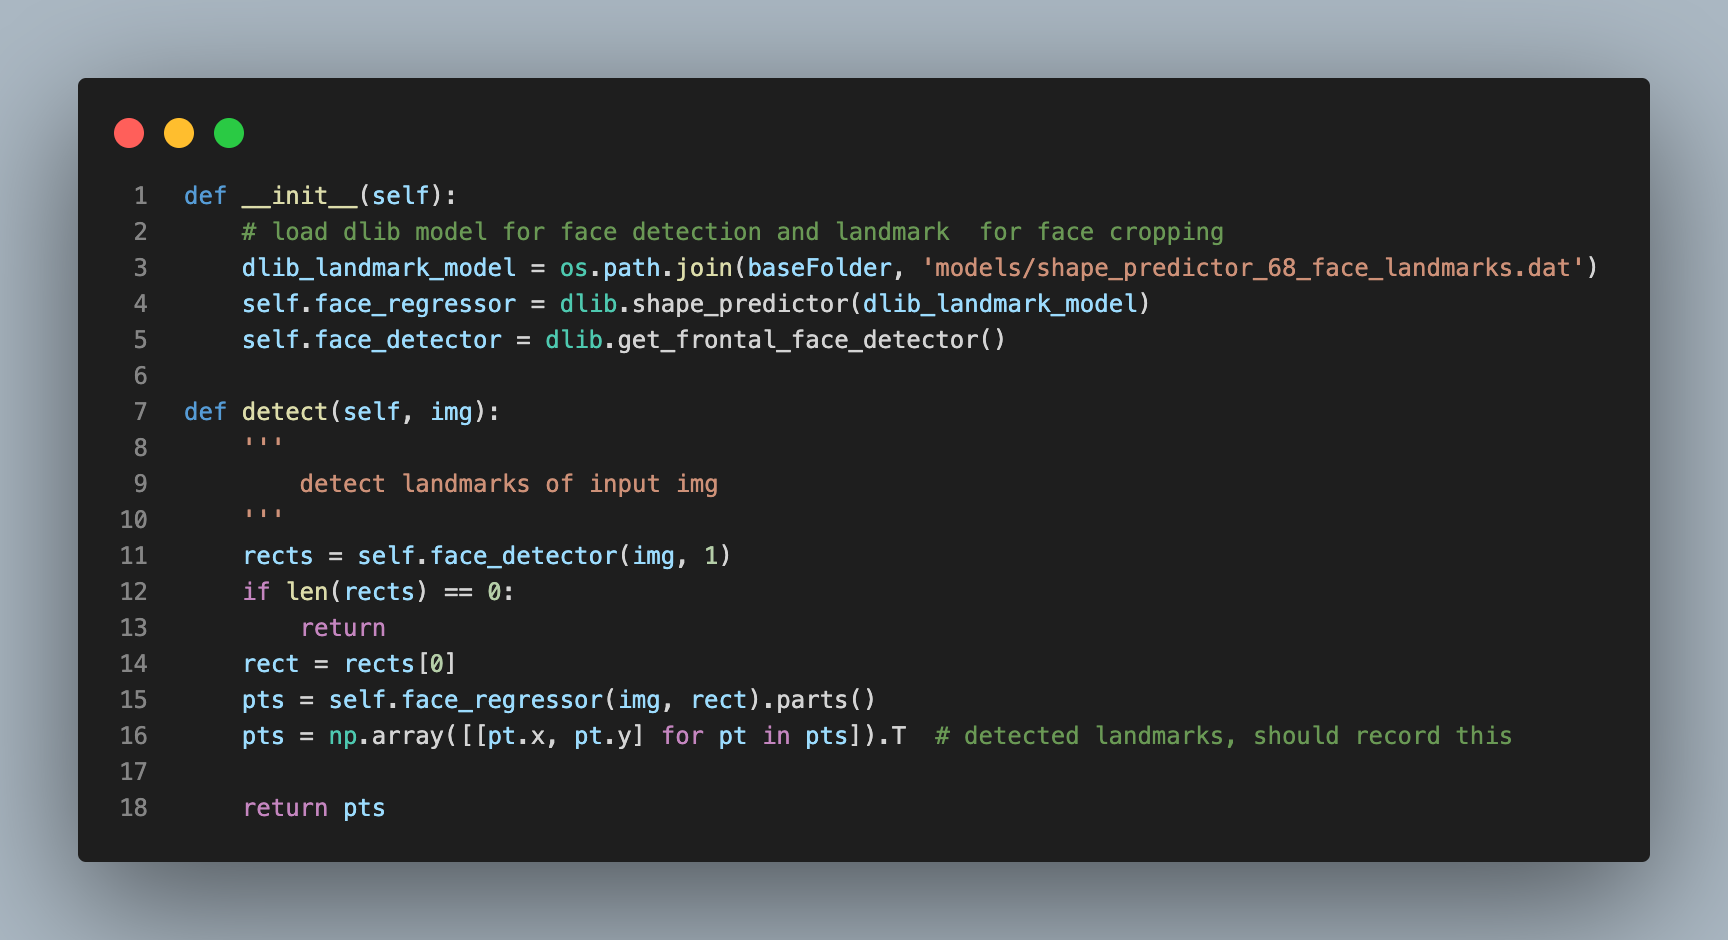 1 def __init__(self):
2     # load dlib model for face detection and landmark  for face cropping
3     dlib_landmark_model = os.path.join(baseFolder, 'models/shape_predictor_68_face_landmarks.dat')
4     self.face_regressor = dlib.shape_predictor(dlib_landmark_model)
5     self.face_detector = dlib.get_frontal_face_detector()
6
7 def detect(self, img):
8     '''
9         detect landmarks of input img
10     '''
11     rects = self.face_detector(img, 1)
12     if len(rects) == 0:
13         return
14     rect = rects[0]
15     pts = self.face_regressor(img, rect).parts()
16     pts = np.array([[pt.x, pt.y] for pt in pts]).T  # detected landmarks, should record this
17
18     return pts